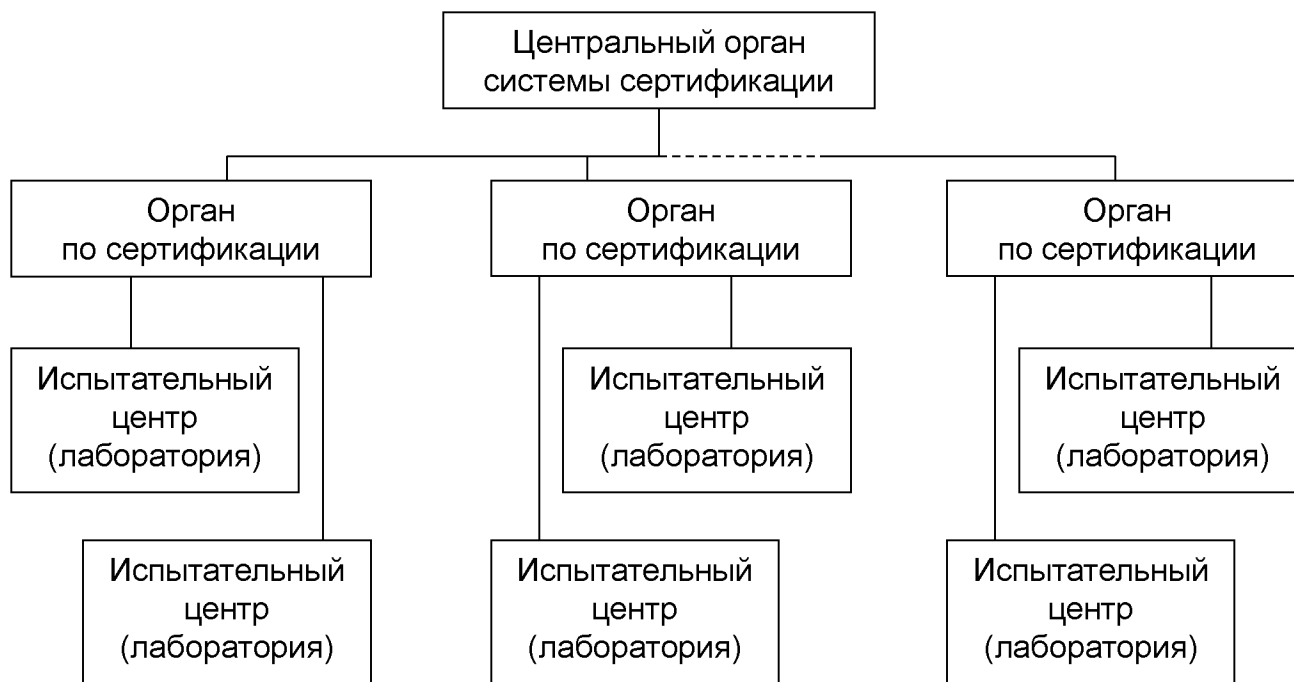 Центральный орган
системы сертификации
Орган
по сертификации
Орган
по сертификации
Орган
по сертификации
Испытательный
центр
(лаборатория)
Испытательный
центр
(лаборатория)
Испытательный
центр
(лаборатория)
Испытательный
центр
(лаборатория)
Испытательный
центр
(лаборатория)
Испытательный
центр
(лаборатория)